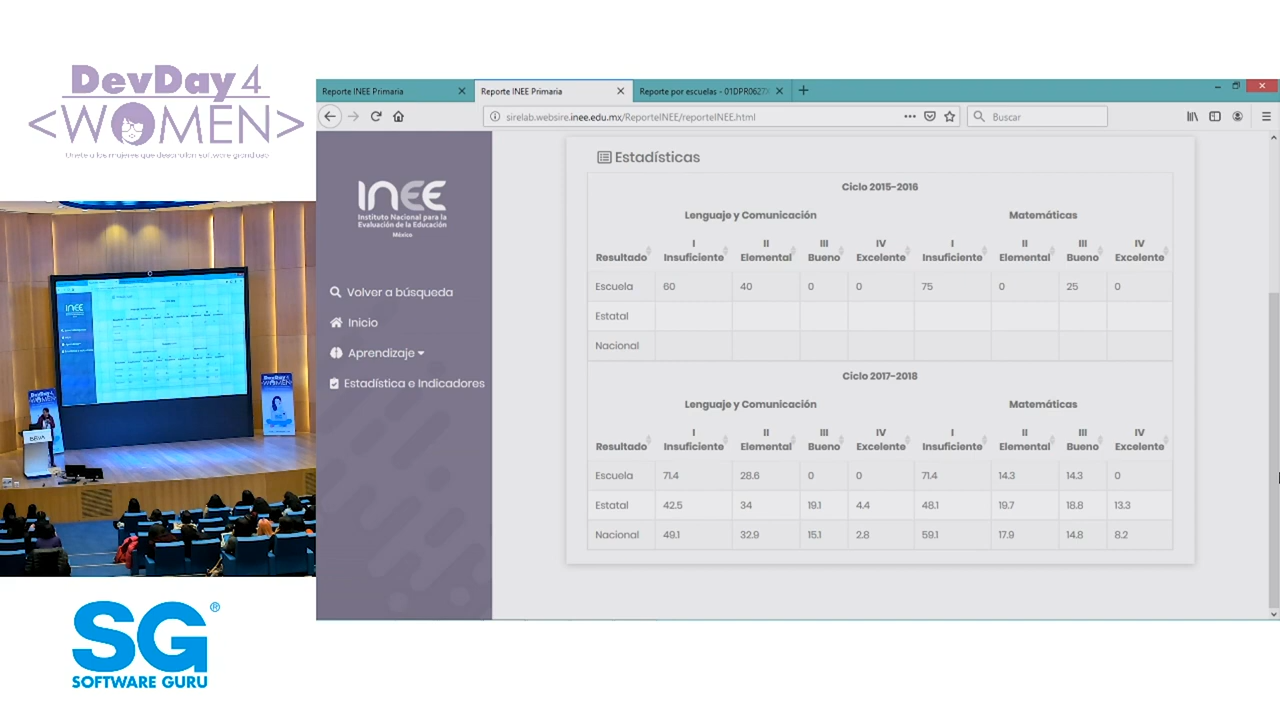 DevDay 4
<WOMEN>
Reporte INEE Primaria
Reporte INEE Primaria
Reporte por escuelas - 01DPR0627
sirelab.websire.inee.edu.mx/ReporteINEE/reporteINEE.html
Buscar
INEE
Instituto Nacional para la
Evaluación de la Educación
México
Volver a búsqueda
Inicio
Aprendizaje
Estadística e Indicadores
Estadísticas
Ciclo 2015-2016
Lenguaje y Comunicación Matemáticas
I II III IV I II III IV
Resultado Insuficiente Elemental Bueno Excelente Insuficiente Elemental Bueno Excelente
Escuela 60 40 0 0 75 0 25 0
Estatal
Nacional
Ciclo 2017-2018
Lenguaje y Comunicación Matemáticas
I II III IV I II III IV
Resultado Insuficiente Elemental Bueno Excelente Insuficiente Elemental Bueno Excelente
Escuela 71.4 28.6 0 0 71.4 14.3 14.3 0
Estatal 42.5 34 19.1 4.4 48.1 19.7 18.8 13.3
Nacional 49.1 32.9 15.1 2.8 59.1 17.9 14.8 8.2
INEE
DevDay 4
WOMEN
BBVA
SG®
SOFTWARE GURU